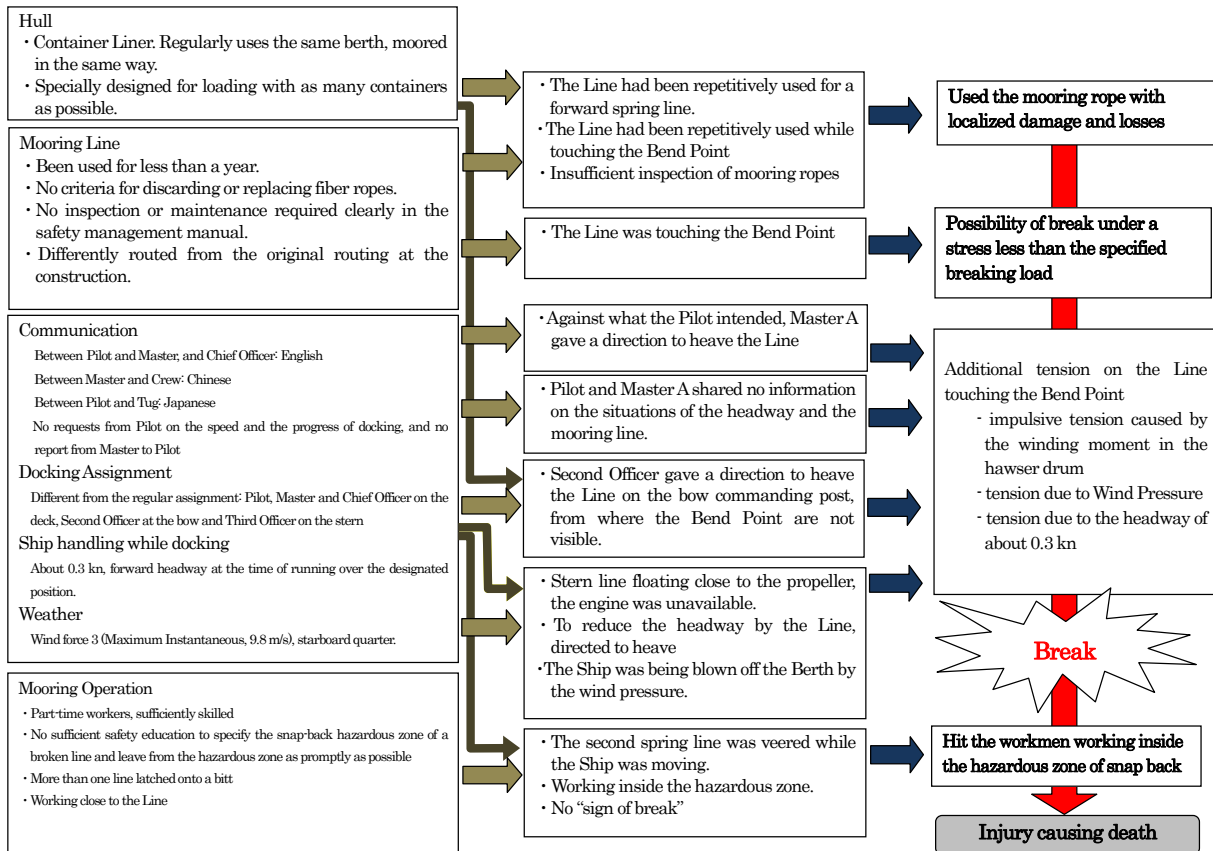 Hull
・Container Liner. Regularly uses the same berth, moored
in the same way.
・Specially designed for loading with as many containers
as possible.
Mooring Line
・Been used for less than a year.
・No criteria for discarding or replacing fiber ropes.
・No inspection or maintenance required clearly in the
safety management manual.
・Differently routed from the original routing at the
construction.
Communication
Between Pilot and Master, and Chief Officer: English
Between Master and Crew: Chinese
Between Pilot and Tug: Japanese
No requests from Pilot on the speed and the progress of docking, and no
report from Master to Pilot
Docking Assignment
Different from the regular assignment: Pilot, Master and Chief Officer on the
deck, Second Officer at the bow and Third Officer on the stern
Ship handling while docking
About 0.3 kn, forward headway at the time of running over the designated
position.
Weather
Wind force 3 (Maximum Instantaneous, 9.8 m/s), starboard quarter.
Mooring Operation
・Part-time workers, sufficiently skilled
・No sufficient safety education to specify the snap-back hazardous zone of a
broken line and leave from the hazardous zone as promptly as possible
・More than one line latched onto a bitt
・Working close to the Line
・The Line had been repetitively used for a
forward spring line.
・The Line had been repetitively used while
touching the Bend Point
・Insufficient inspection of mooring ropes
・The Line was touching the Bend Point
・Against what the Pilot intended, Master A
gave a direction to heave the Line
・Pilot and Master A shared no information
on the situations of the headway and the
mooring line.
・Second Officer gave a direction to heave
the Line on the bow commanding post,
from where the Bend Point are not
visible.
・Stern line floating close to the propeller,
the engine was unavailable.
・To reduce the headway by the Line,
directed to heave
・The Ship was being blown off the Berth by
the wind pressure.
・The second spring line was veered while
the Ship was moving.
・Working inside the hazardous zone.
・No “sign of break”
Used the mooring rope with
localized damage and losses
Possibility of break under a
stress less than the specified
breaking load
Additional tension on the Line
touching the Bend Point
- impulsive tension caused by
the winding moment in the
hawser drum
- tension due to Wind Pressure
- tension due to the headway of
about 0.3 kn
Break
Hit the workmen working inside
the hazardous zone of snap back
Injury causing death